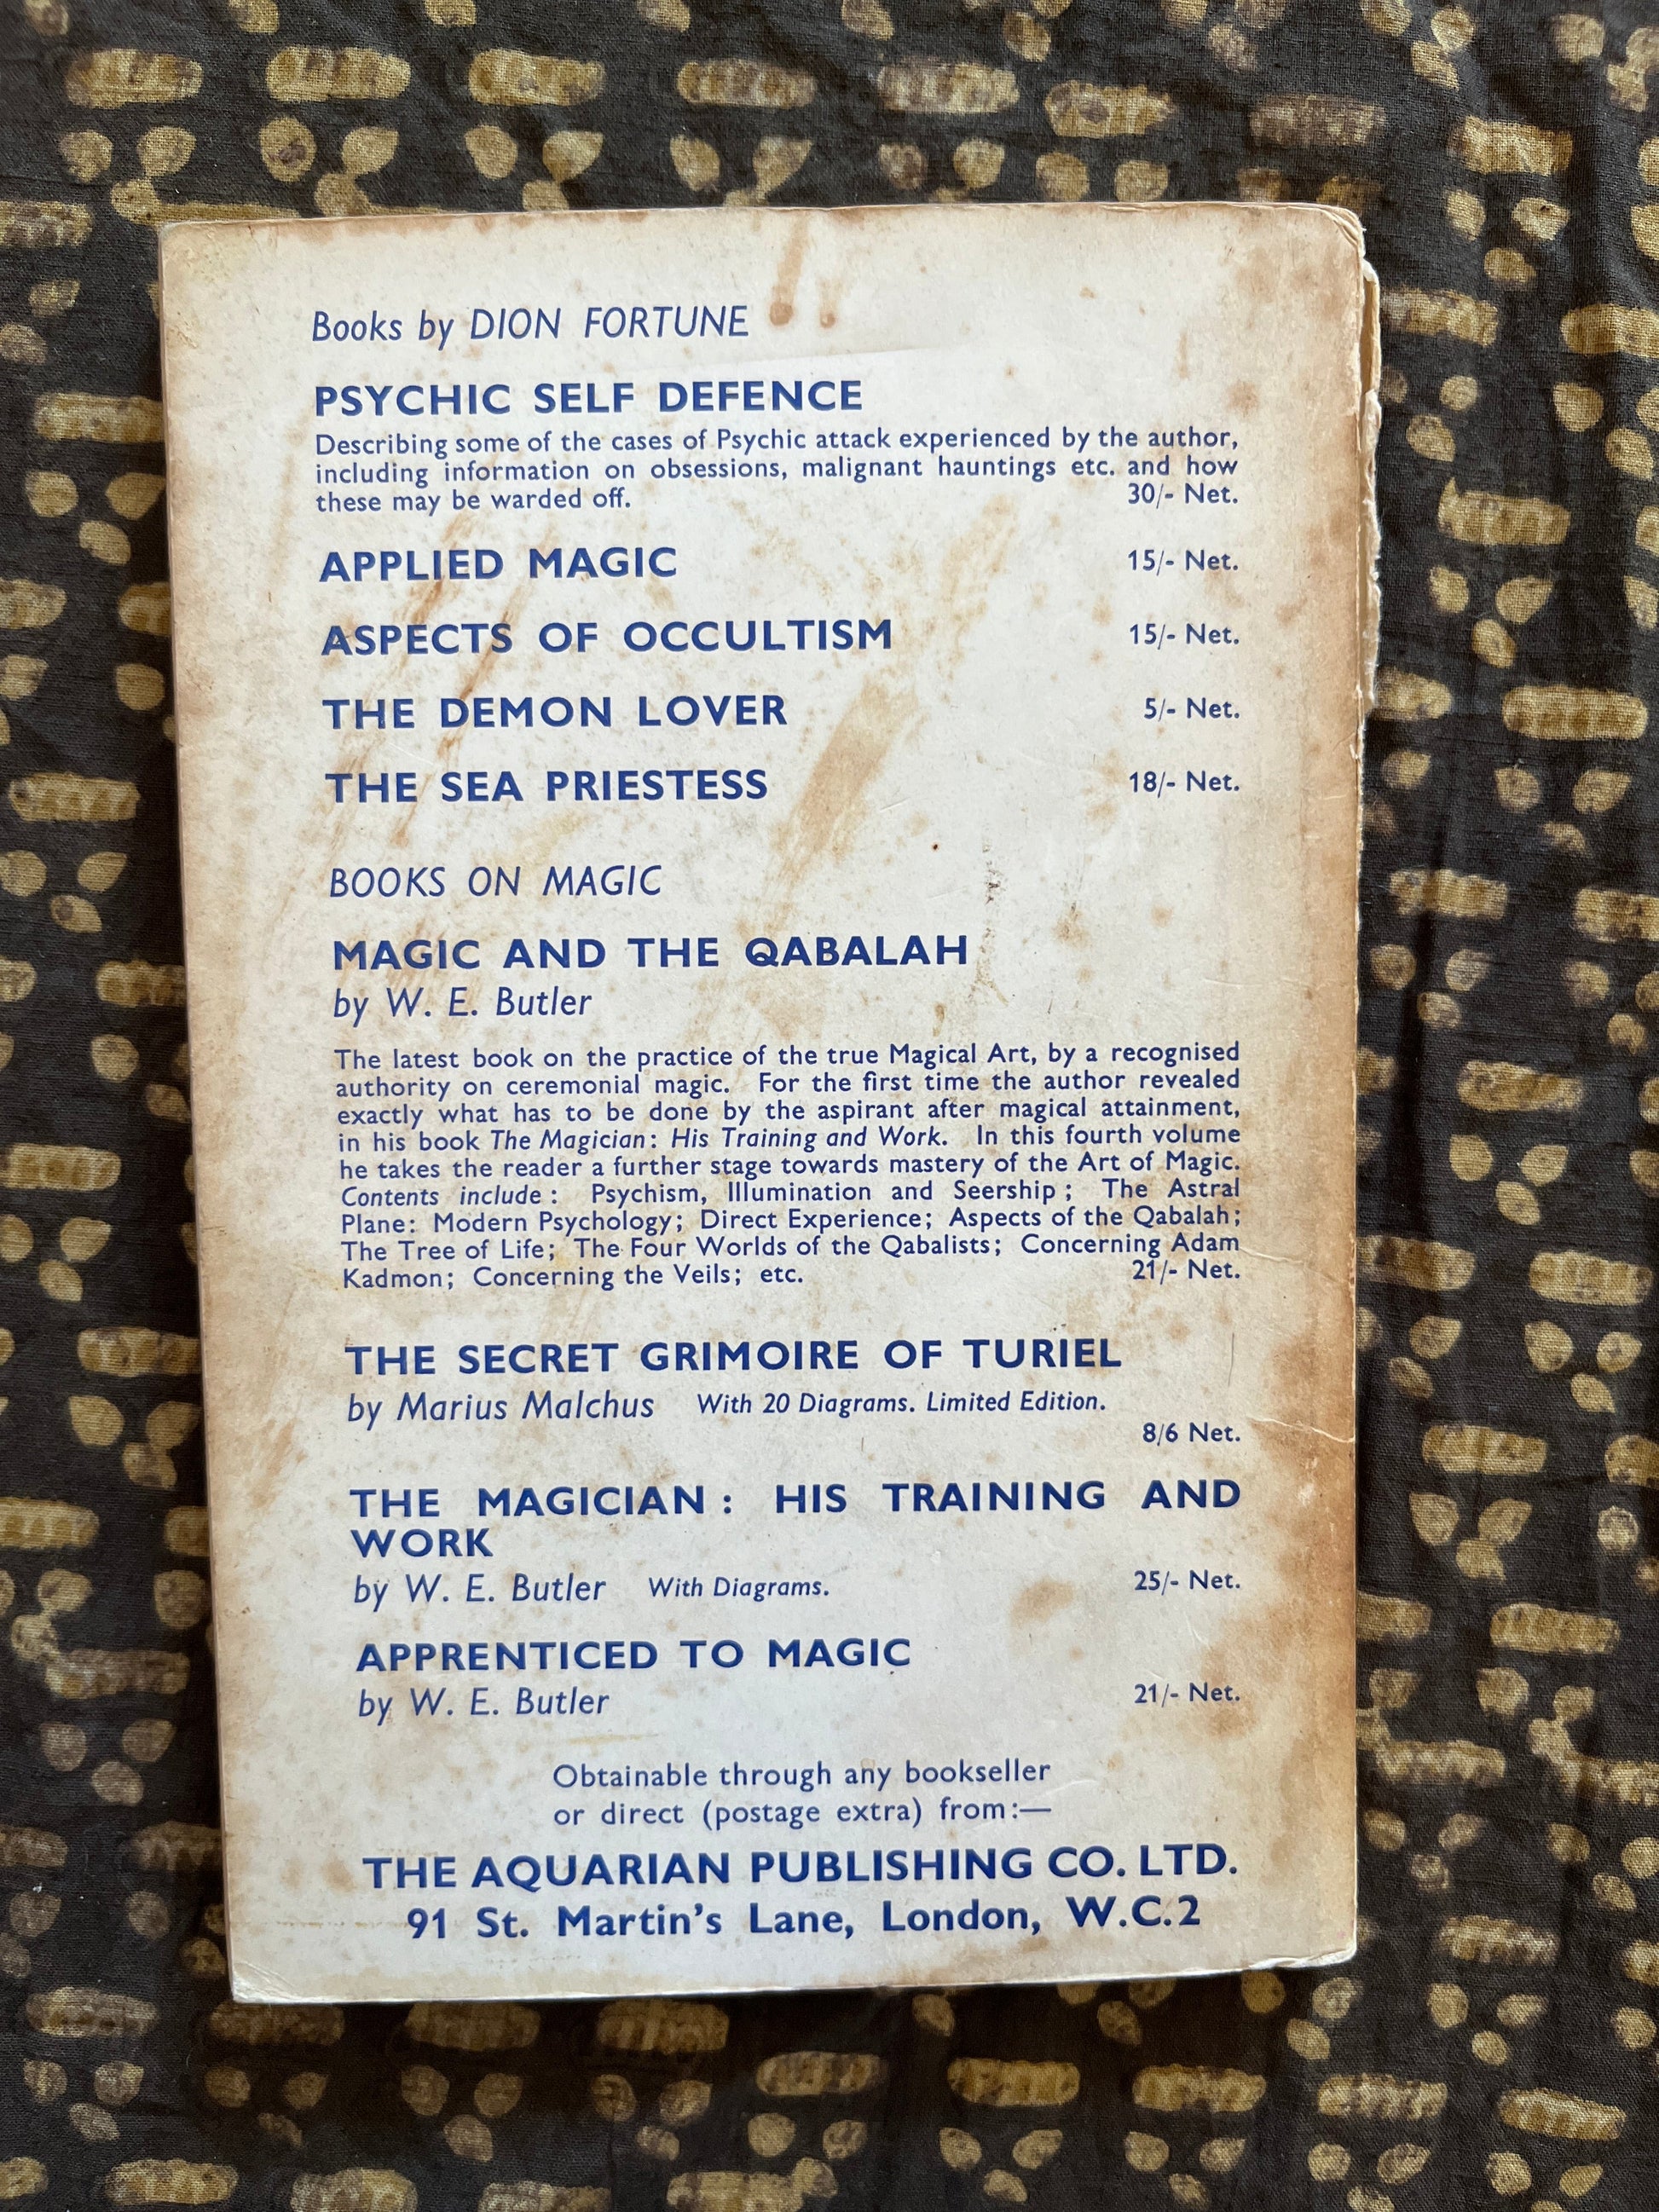 Books by DION FORTUNE
PSYCHIC SELF DEFENCE
Describing some of the cases of Psychic attack experienced by the author,
including information on obsessions, malignant hauntings etc. and how
these may be warded off. 30/- Net.
APPLIED MAGIC 15/- Net.
ASPECTS OF OCCULTISM 15/- Net.
THE DEMON LOVER 5/- Net.
THE SEA PRIESTESS 18/- Net.
BOOKS ON MAGIC
MAGIC AND THE QABALAH
by W. E. Butler
The latest book on the practice of the true Magical Art, by a recognised
authority on ceremonial magic. For the first time the author revealed
exactly what has to be done by the aspirant after magical attainment,
in his book The Magician: His Training and Work. In this fourth volume
he takes the reader a further stage towards mastery of the Art of Magic.
Contents include : Psychism, Illumination and Seership ; The Astral
Plane: Modern Psychology; Direct Experience; Aspects of the Qabalah;
The Tree of Life; The Four Worlds of the Qabalists; Concerning Adam
Kadmon; Concerning the Veils; etc. 21/- Net.
THE SECRET GRIMOIRE OF TURIEL
by Marius Malchus With 20 Diagrams. Limited Edition.
8/6 Net.
THE MAGICIAN : HIS TRAINING AND
WORK
by W. E. Butler With Diagrams. 25/- Net.
APPRENTICED TO MAGIC
by W. E. Butler 21/- Net.
Obtainable through any bookseller
or direct (postage extra) from:—
THE AQUARIAN PUBLISHING CO. LTD.
91 St. Martin's Lane, London, W.C.2